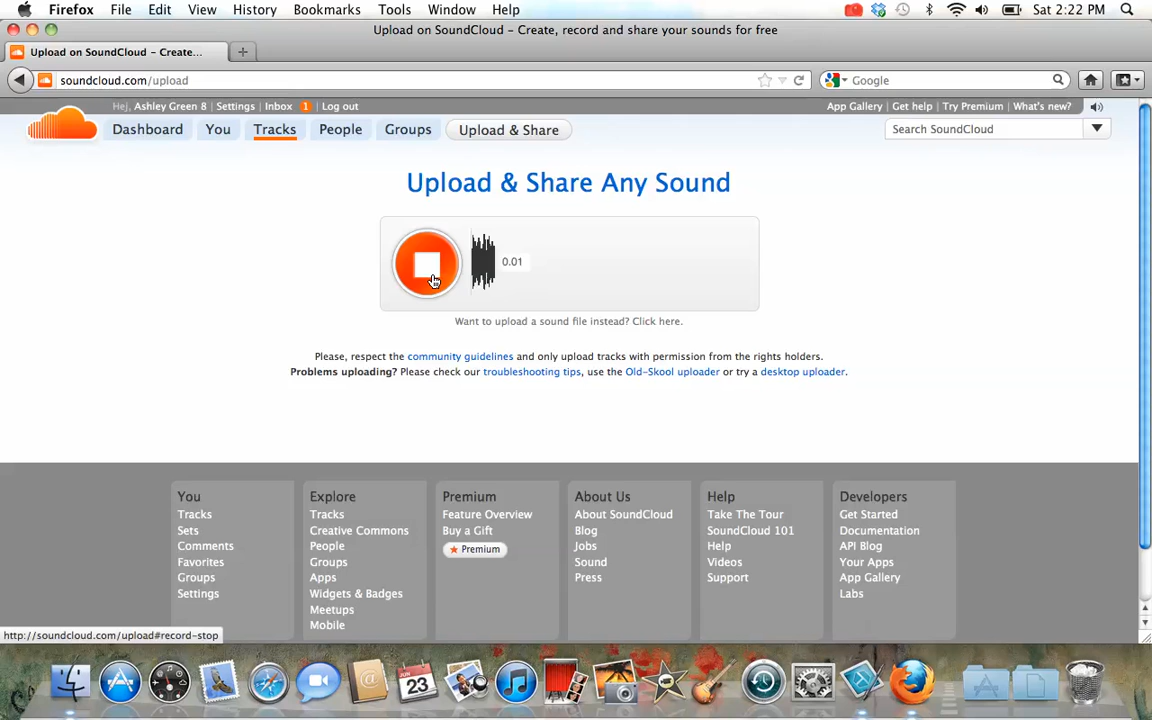 Firefox File Edit View History Bookmarks Tools Window Help Sat 2:22 PM
Upload on SoundCloud – Create, record and share your sounds for free
Upload on SoundCloud – Create...
soundcloud.com/upload Google
Hej, Ashley Green 8 Settings Inbox 1 Log out App Gallery Get help Try Premium What's new?
Dashboard You Tracks People Groups Upload & Share Search SoundCloud
Upload & Share Any Sound
0.01
Want to upload a sound file instead? Click here.
Please, respect the community guidelines and only upload tracks with permission from the rights holders.
Problems uploading? Please check our troubleshooting tips, use the Old-Skool uploader or try a desktop uploader.
You
Tracks
Sets
Comments
Favorites
Groups
Settings
Explore
Tracks
Creative Commons
People
Groups
Apps
Widgets & Badges
Meetups
Mobile
Premium
Feature Overview
Buy a Gift
Premium
About Us
About SoundCloud
Blog
Jobs
Sound
Press
Help
Take The Tour
SoundCloud 101
Help
Videos
Support
Developers
Get Started
Documentation
API Blog
Your Apps
App Gallery
Labs
http://soundcloud.com/upload#record-stop
23